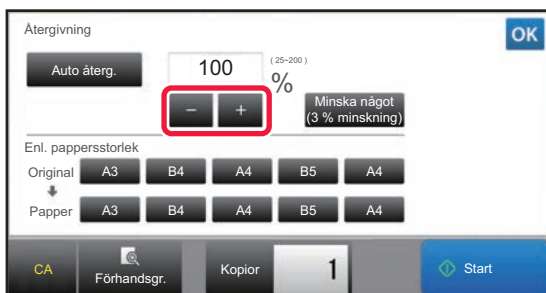 Återgivning
OK
Auto återg.
100
(25~200)
%
− +
Minska något
(3 % minskning)
Enl. pappersstorlek
Original A3 B4 A4 B5 A4
Papper A3 B4 A4 B5 A4
CA
Förhandsgr.
Kopior
1
Start